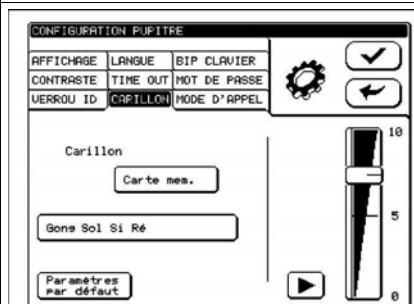 CONFIGURATION PUPITRE
AFFICHAGE LANGUE BIP CLAVIER
CONTRASTE TIME OUT MOT DE PASSE
VERROU ID CARILLON MODE D'APPEL
10
Carillon
Carte mem.
5
Gong Sol Si Ré
Paramètres
par défaut
0